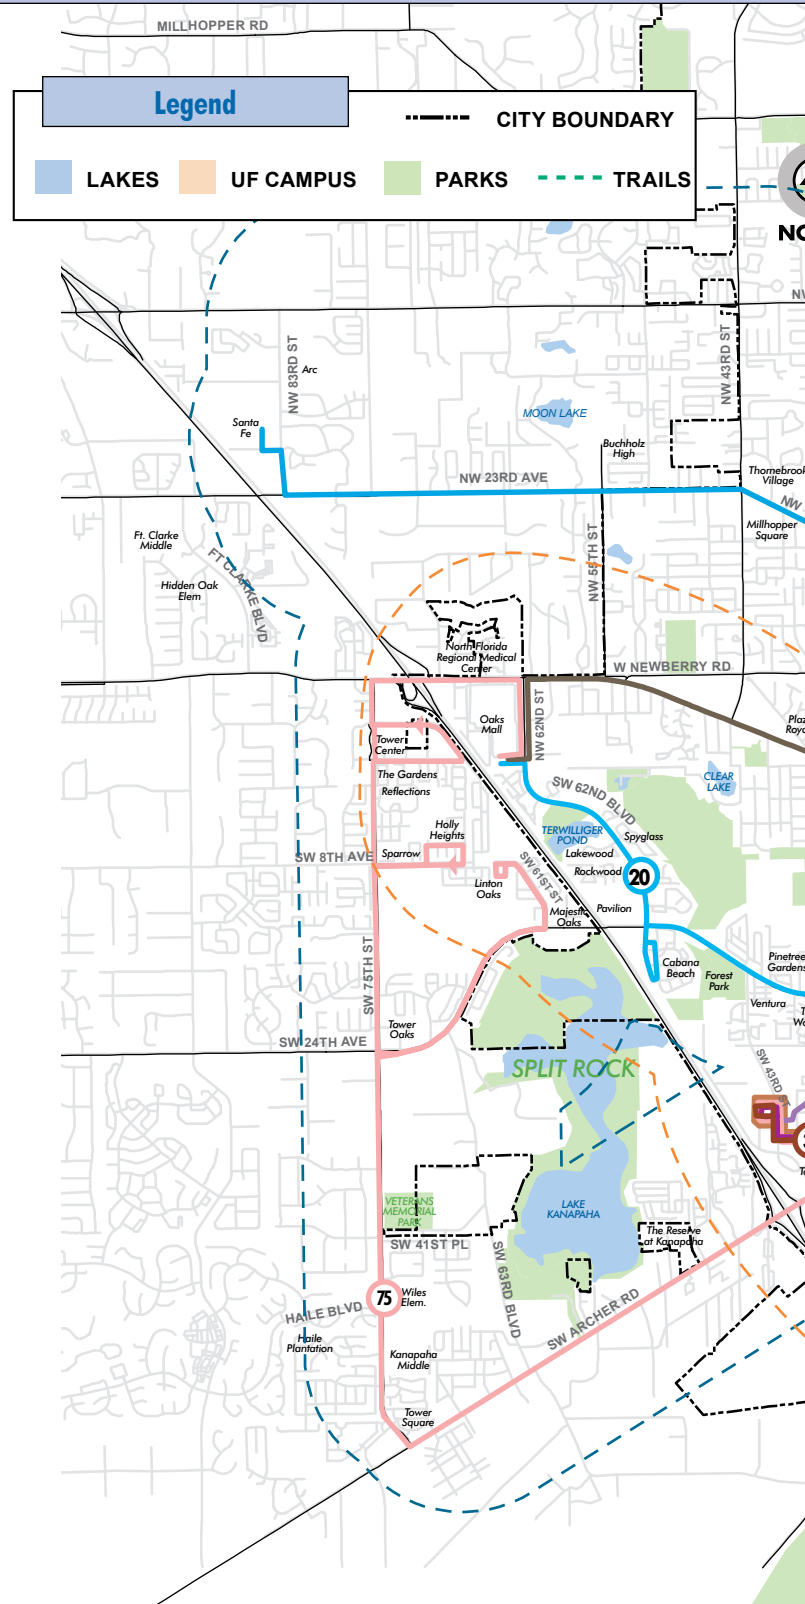 MILLHOPPER RD
Legend
CITY BOUNDARY
LAKES
UF CAMPUS
PARKS
TRAILS
NW 83RD ST
Arc
NW 43RD ST
Santa
Fe
MOON LAKE
Buchholz
High
NW 23RD AVE
Thornebrook
Village
NW
Millhopper
Square
NW 55TH ST
Ft. Clarke
Middle
FT CLARKE BLVD
Hidden Oak
Elem
North Florida
Regional Medical
Center
W NEWBERRY RD
NW 62ND ST
Oaks
Mall
Tower
Center
The Gardens
Reflections
CLEAR
LAKE
SW 62ND BLVD
Holly
Heights
TERWILLIGER
POND
Spyglass
Lakewood
SW 8TH AVE
Sparrow
SW 61ST ST
Rockwood
20
Linton
Oaks
Majestic
Oaks
Pavilion
SW 75TH ST
Cabana
Beach
Forest
Park
Pinetree
Gardens
Ventura
Tower
Oaks
SW 24TH AVE
SPLIT ROCK
SW 43RD ST
VETERANS
MEMORIAL
PARK
LAKE
KANAPAHA
The Reserve
at Kanapaha
SW 41ST PL
SW 63RD BLVD
75
Wiles
Elem.
HAILE BLVD
SW ARCHER RD
Haile
Plantation
Kanapaha
Middle
Tower
Square